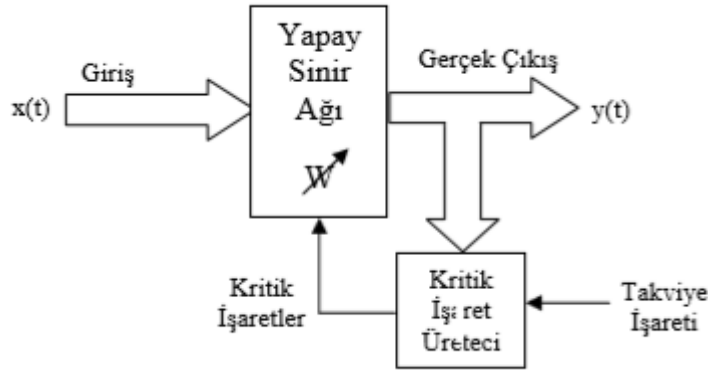 Yapay
Sinir
Ağı
W
Giriş
x(t)
Gerçek Çıkış
y(t)
Kritik
İşaretler
Kritik
İşaret
Üreteci
Takviye
İşareti